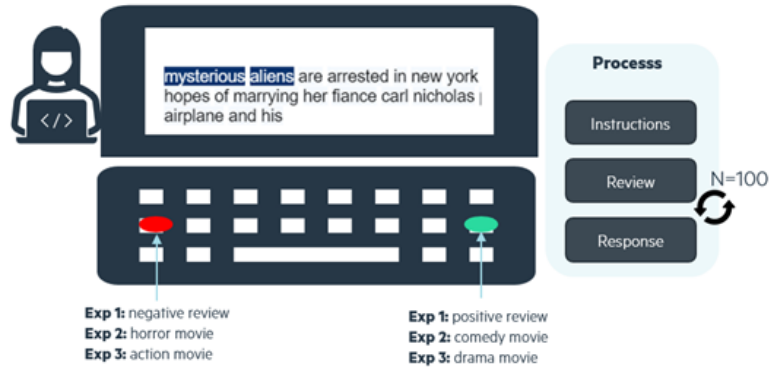 mysterious aliens are arrested in new york
hopes of marrying her fiance carl nicholas
airplane and his
</>
Processs
Instructions
Review
N=100
Response
Exp 1: negative review
Exp 2: horror movie
Exp 3: action movie
Exp 1: positive review
Exp 2: comedy movie
Exp 3: drama movie